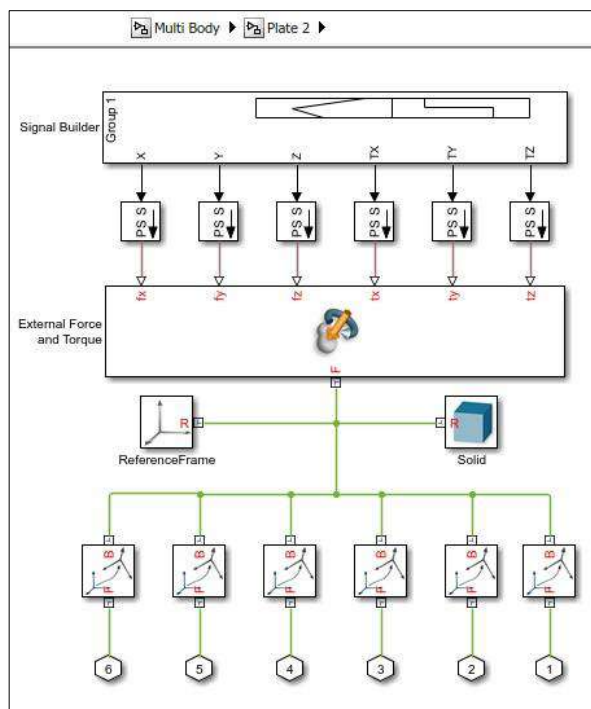 Multi Body Plate 2
Signal Builder
Group 1
X Y Z TX TY TZ
PS S PS S PS S PS S PS S PS S
fx fy fz tx ty tz
External Force
and Torque
F
R R
ReferenceFrame Solid
B B B B B B
F F F F F F
6 5 4 3 2 1